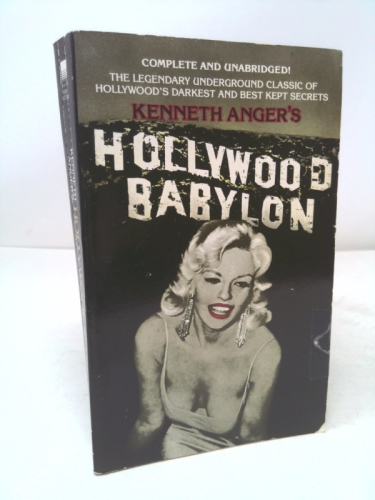 COMPLETE AND UNABRIDGED!
THE LEGENDARY UNDERGROUND CLASSIC OF
HOLLYWOOD'S DARKEST AND BEST KEPT SECRETS
KENNETH ANGER'S
HOLLYWOOD
BABYLON